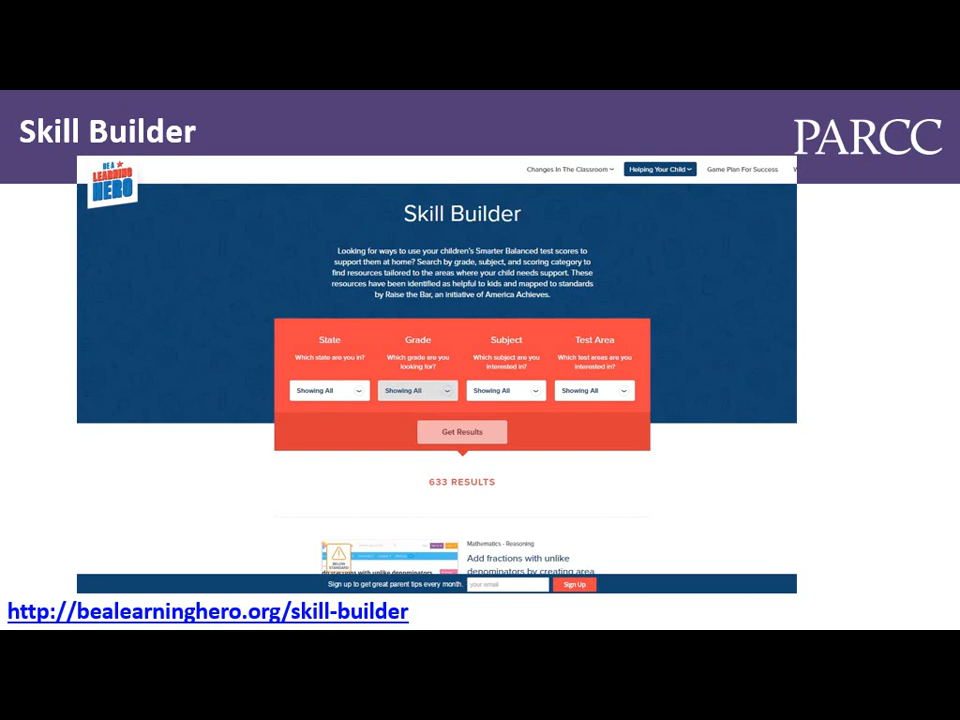 Skill Builder
PARCC
BE A
LEARNING
HERO
Changes In The Classroom
Helping Your Child
Game Plan For Success
Skill Builder
Looking for ways to use your children's Smarter Balanced test scores to
support them at home? Search by grade, subject, and scoring category to
find resources tailored to the areas where your child needs support. These
resources have been identified as helpful to kids and mapped to standards
by Raise the Bar, an initiative of America Achieves.
State
Grade
Subject
Test Area
Which state are you in?
Which grade are you
looking for?
Which subject are you
interested in?
Which test areas are you
interested in?
Showing All
Showing All
Showing All
Showing All
Get Results
633 RESULTS
Mathematics - Reasoning
Add fractions with unlike
denominators by creating area
BELOW
STANDARD
Sign up to get great parent tips every month.
your email
Sign Up
http://bealearninghero.org/skill-builder